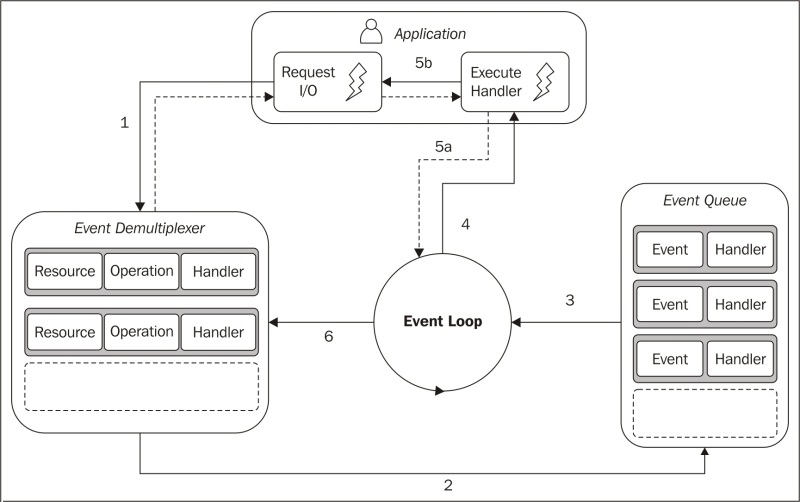 Application
Request
I/O
5b
Execute
Handler
1
5a
Event Demultiplexer
Resource
Operation
Handler
Resource
Operation
Handler
4
Event Loop
6
3
Event Queue
Event
Handler
Event
Handler
Event
Handler
2